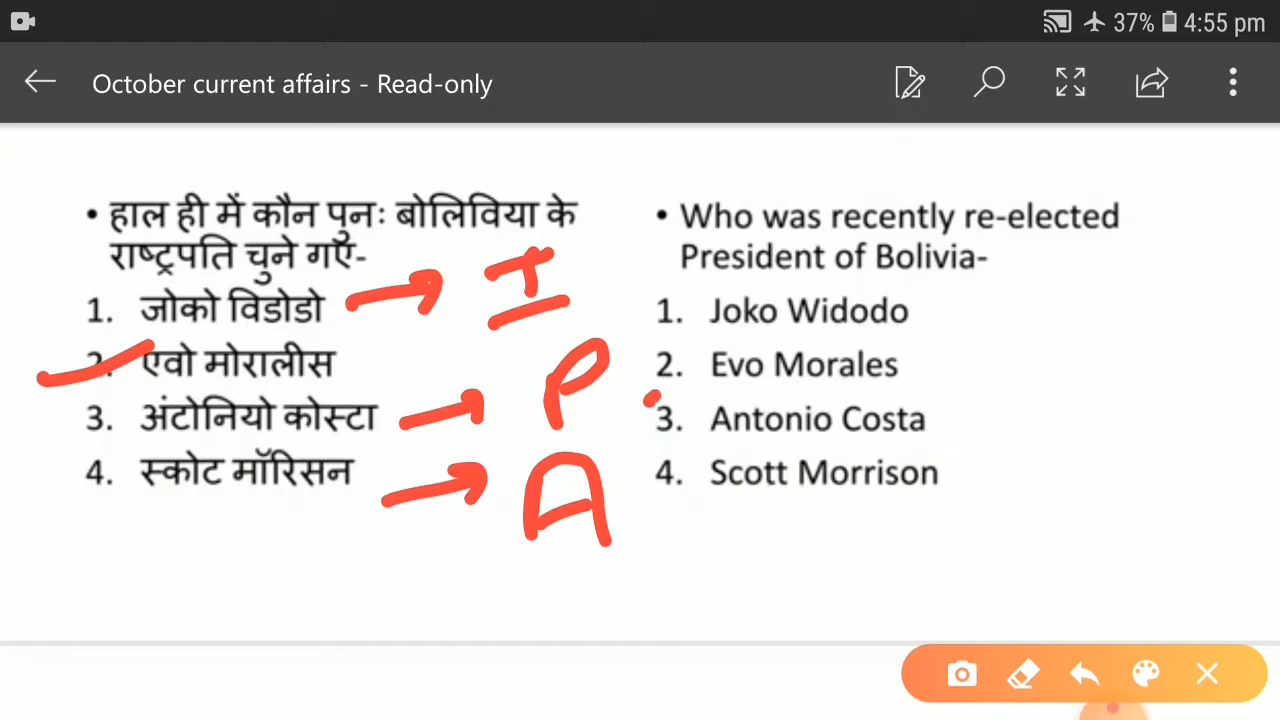 37% 4:55 pm
October current affairs - Read-only
• हाल ही में कौन पुनः बोलिविया के
राष्ट्रपति चुने गएँ-
1. जोको विडोडो → I
2. एवो मोरालीस
3. अंटोनियो कोस्टा → P
4. स्कोट मॉरिसन → A
• Who was recently re-elected
President of Bolivia-
1. Joko Widodo
2. Evo Morales
3. Antonio Costa
4. Scott Morrison